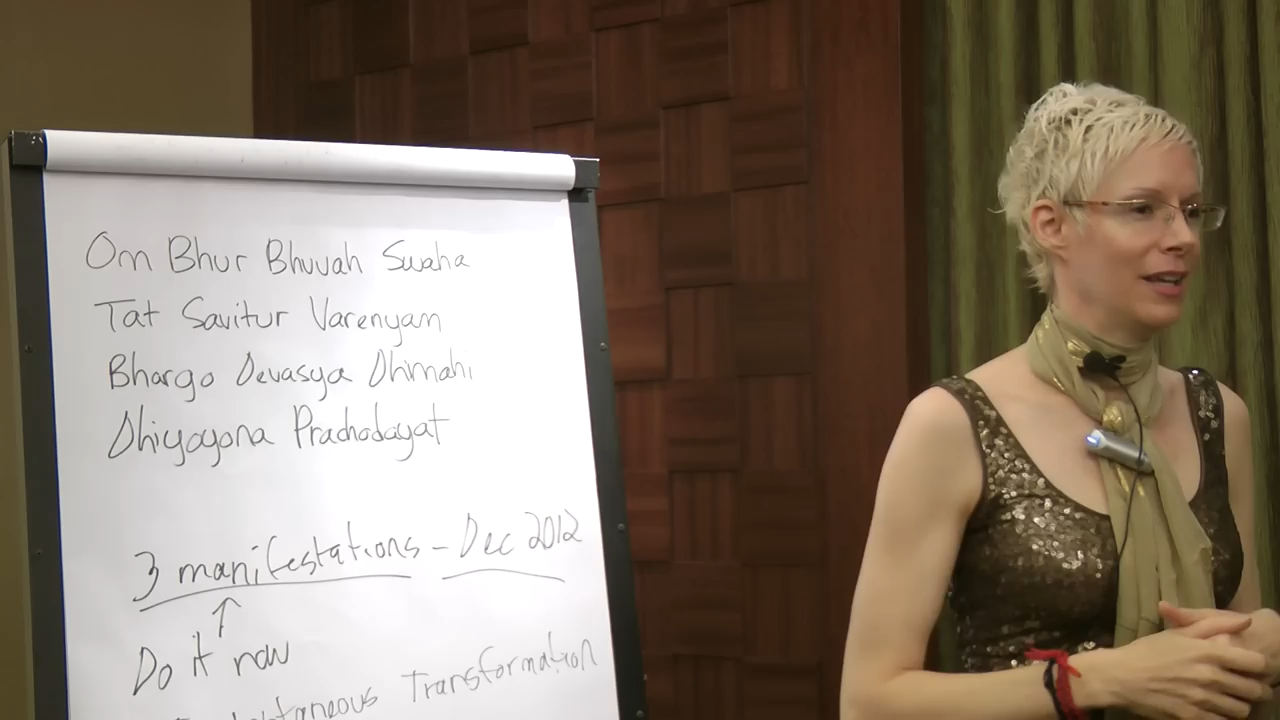 Om Bhur Bhuvah Swaha
Tat Savitur Varenyam
Bhargo Devasya Dhimahi
Dhiyoyona Prachodayat
3 manifestations - Dec 2012
↑
Do it now
Transformation